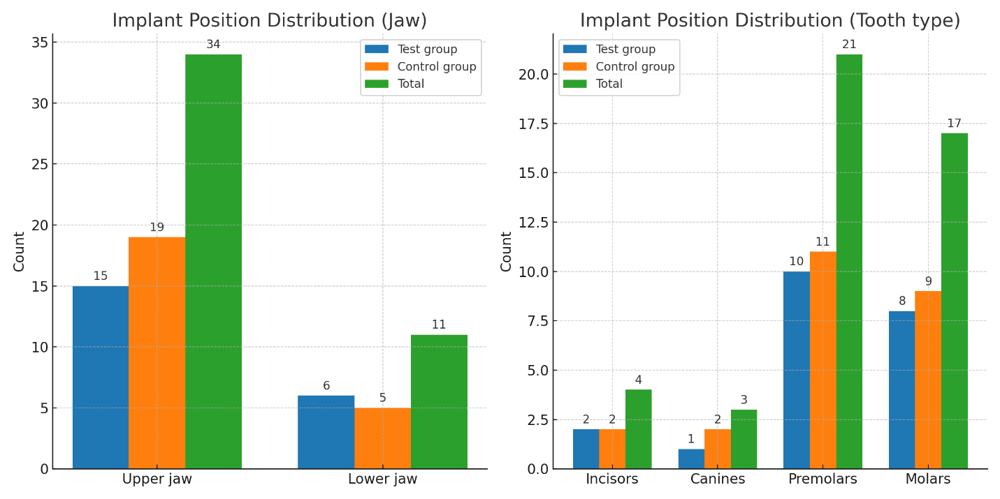 Implant Position Distribution (Jaw)
Test group
Control group
Total
Count
35
30
25
20
15
10
5
0
15
19
34
6
5
11
Upper jaw
Lower jaw
Implant Position Distribution (Tooth type)
Test group
Control group
Total
Count
20.0
17.5
15.0
12.5
10.0
7.5
5.0
2.5
0.0
2
2
4
1
2
3
10
11
21
8
9
17
Incisors
Canines
Premolars
Molars